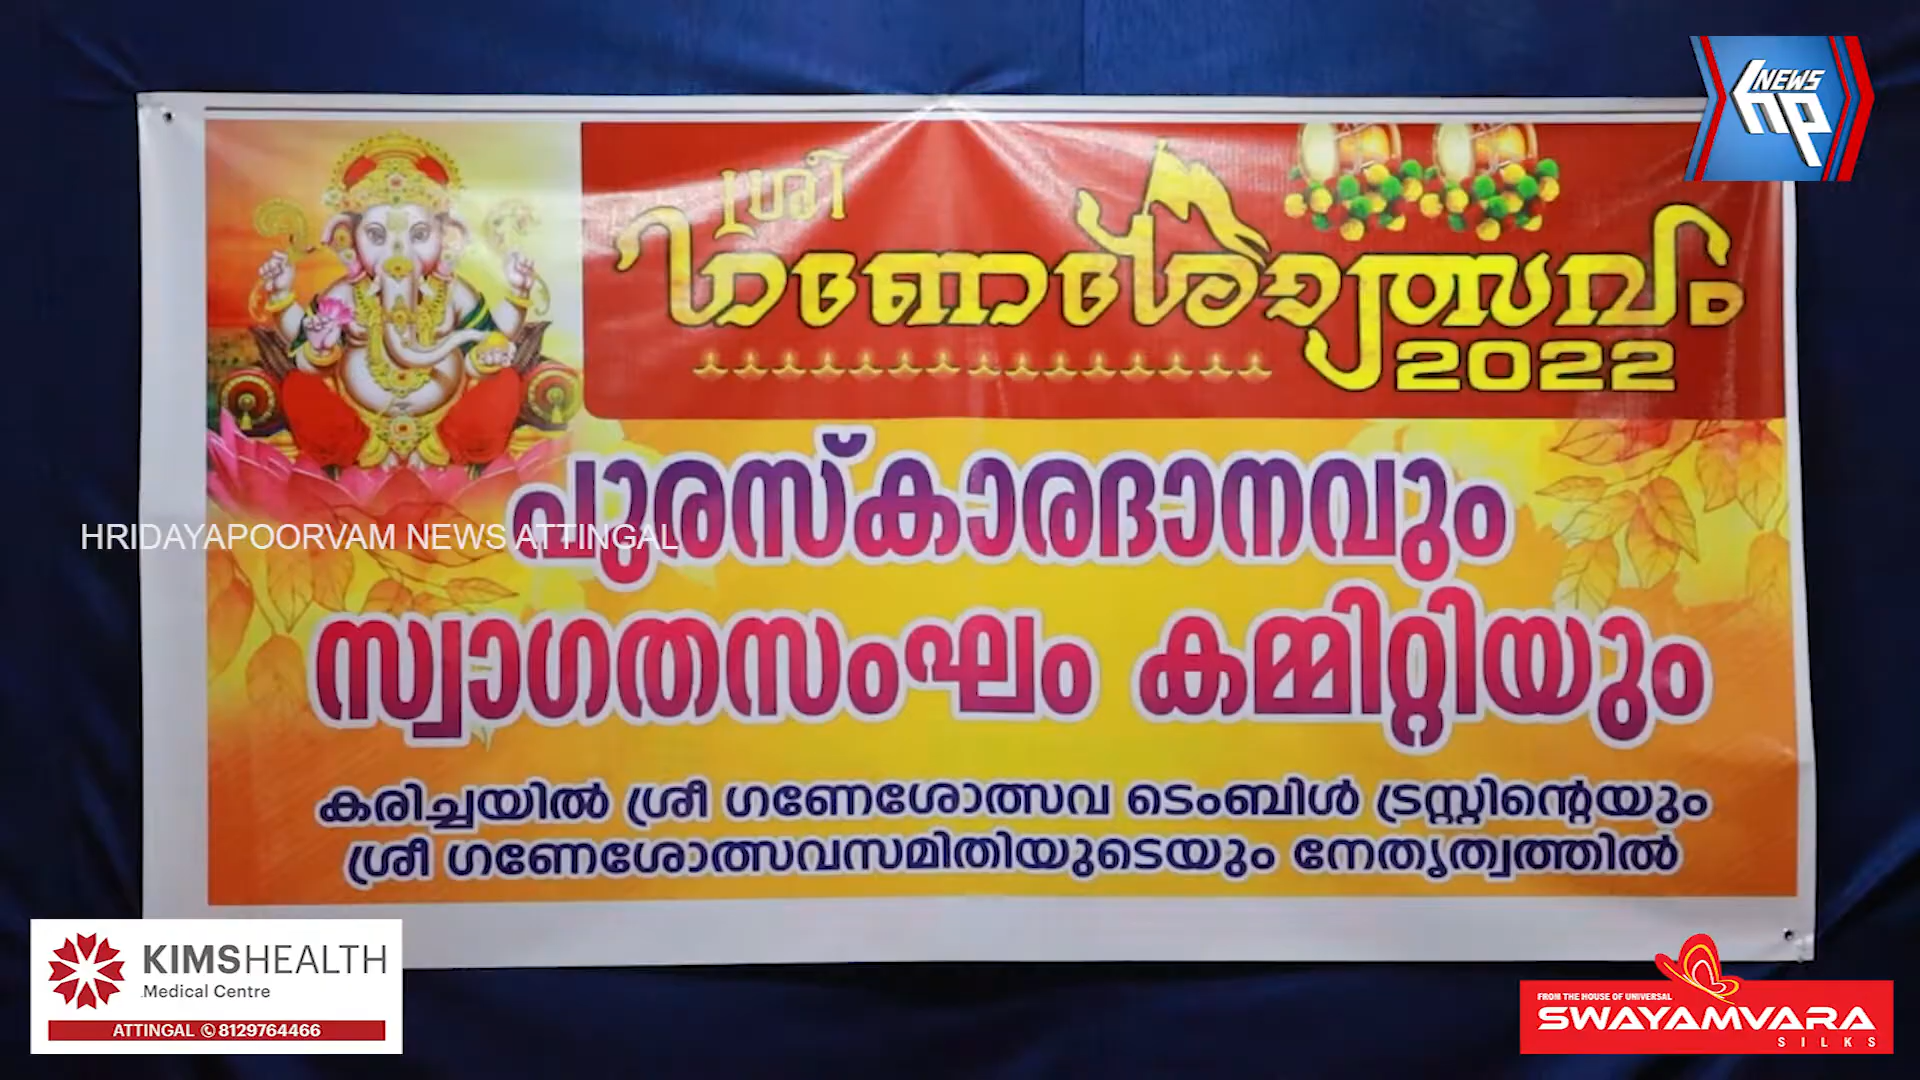 NEWS
hp
ശ്രീ
ഗണേശോത്സവം
2022
പുരസ്കാരദാനവും
HRIDAYAPOORVAM NEWS ATTINGAL
സ്വാഗതസംഘം കമ്മിറ്റിയും
കരിച്ചയിൽ ശ്രീ ഗണേശോത്സവ ടെംബിൾ ട്രസ്റ്റിന്റെയും
ശ്രീ ഗണേശോത്സവസമിതിയുടെയും നേതൃത്വത്തിൽ
KIMSHEALTH
Medical Centre
ATTINGAL 8129764466
FROM THE HOUSE OF UNIVERSAL
SWAYAMVARA
SILKS